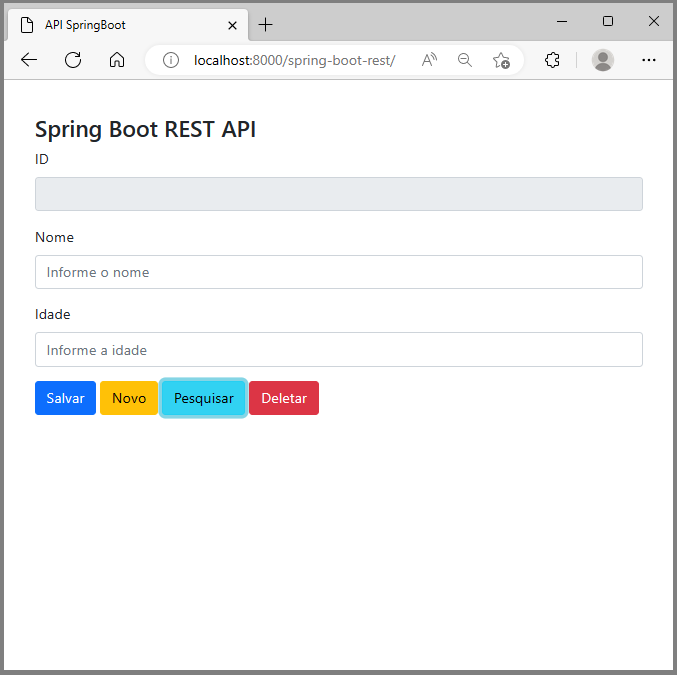 API SpringBoot
localhost:8000/spring-boot-rest/
Spring Boot REST API
ID
Nome
Informe o nome
Idade
Informe a idade
Salvar Novo Pesquisar Deletar